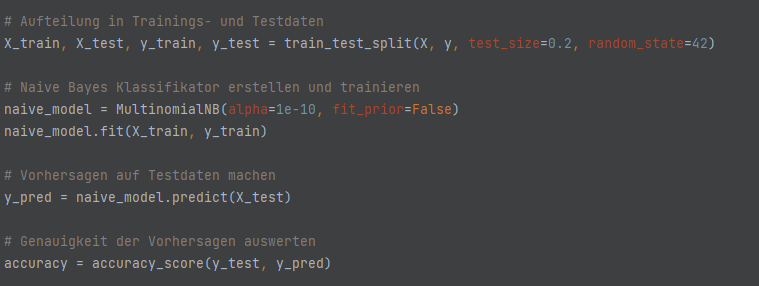 # Aufteilung in Trainings- und Testdaten
X_train, X_test, y_train, y_test = train_test_split(X, y, test_size=0.2, random_state=42)
# Naive Bayes Klassifikator erstellen und trainieren
naive_model = MultinomialNB(alpha=1e-10, fit_prior=False)
naive_model.fit(X_train, y_train)
# Vorhersagen auf Testdaten machen
y_pred = naive_model.predict(X_test)
# Genauigkeit der Vorhersagen auswerten
accuracy = accuracy_score(y_test, y_pred)